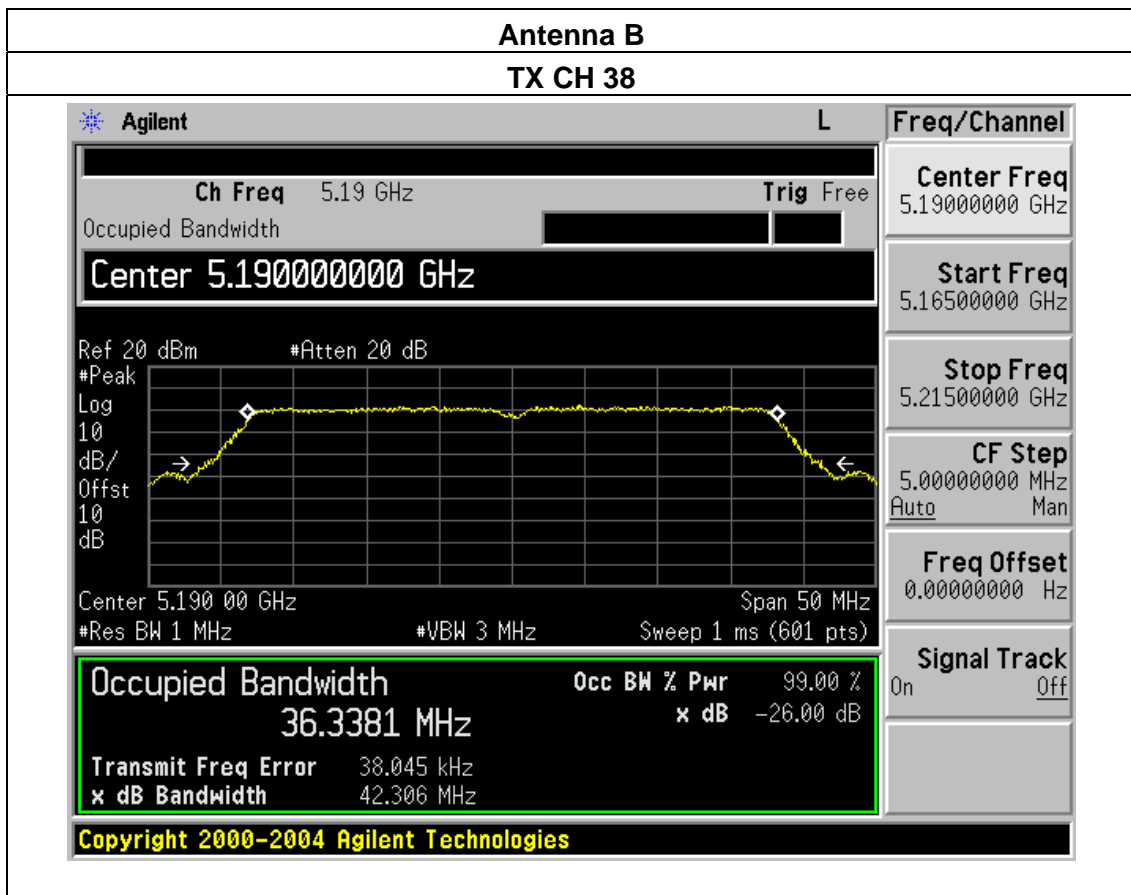 Antenna B
TX CH 38
Agilent L Freq/Channel
Ch Freq 5.19 GHz Trig Free
Occupied Bandwidth
Center 5.190000000 GHz
Ref 20 dBm #Atten 20 dB
#Peak
Log
10
dB/
Offst
10
dB
Center 5.190 00 GHz Span 50 MHz
#Res BW 1 MHz #VBW 3 MHz Sweep 1 ms (601 pts)
Occupied Bandwidth Occ BW % Pwr 99.00 %
36.3381 MHz x dB -26.00 dB
Transmit Freq Error 38.045 kHz
x dB Bandwidth 42.306 MHz
Copyright 2000-2004 Agilent Technologies
Center Freq
5.19000000 GHz
Start Freq
5.16500000 GHz
Stop Freq
5.21500000 GHz
CF Step
5.00000000 MHz
Auto Man
Freq Offset
0.00000000 Hz
Signal Track
On Off